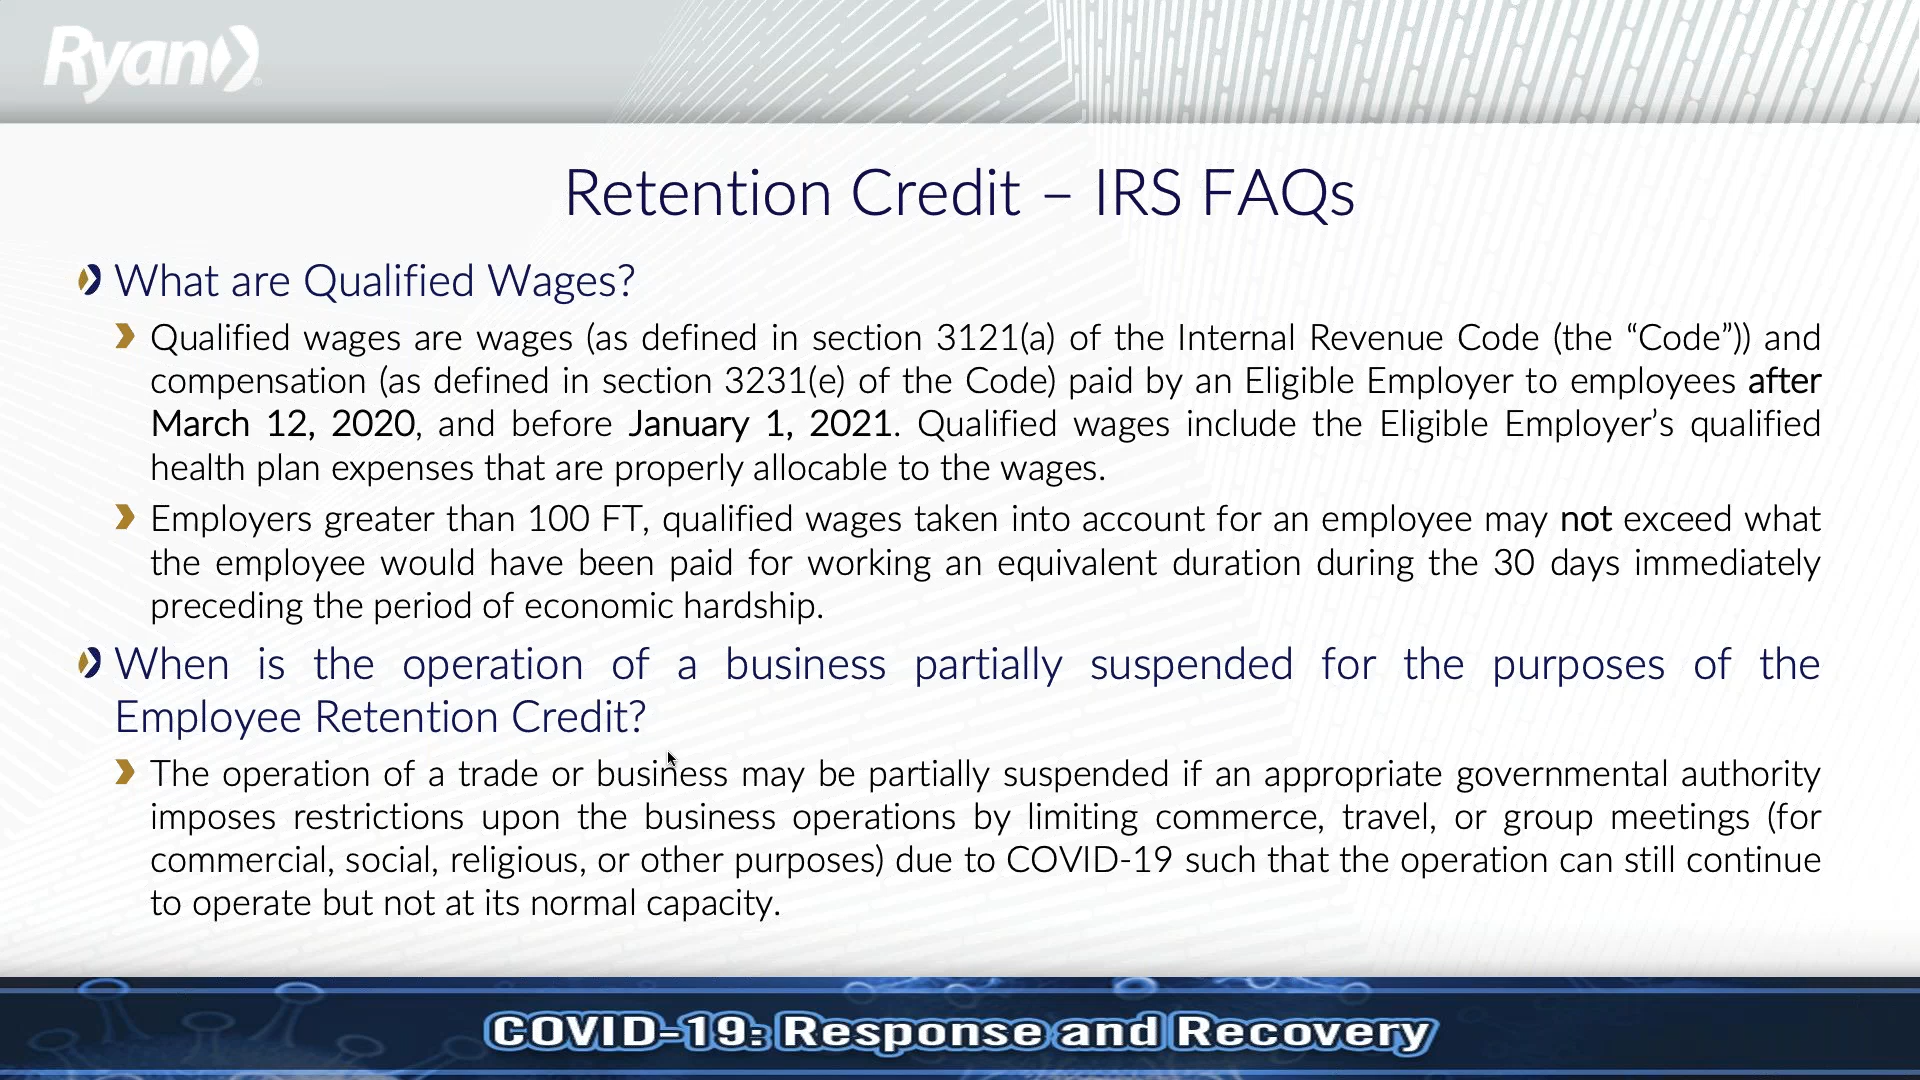 Ryan
Retention Credit – IRS FAQs
What are Qualified Wages?
Qualified wages are wages (as defined in section 3121(a) of the Internal Revenue Code (the “Code”)) and
compensation (as defined in section 3231(e) of the Code) paid by an Eligible Employer to employees after
March 12, 2020, and before January 1, 2021. Qualified wages include the Eligible Employer’s qualified
health plan expenses that are properly allocable to the wages.
Employers greater than 100 FT, qualified wages taken into account for an employee may not exceed what
the employee would have been paid for working an equivalent duration during the 30 days immediately
preceding the period of economic hardship.
When is the operation of a business partially suspended for the purposes of the
Employee Retention Credit?
The operation of a trade or business may be partially suspended if an appropriate governmental authority
imposes restrictions upon the business operations by limiting commerce, travel, or group meetings (for
commercial, social, religious, or other purposes) due to COVID-19 such that the operation can still continue
to operate but not at its normal capacity.
COVID-19: Response and Recovery